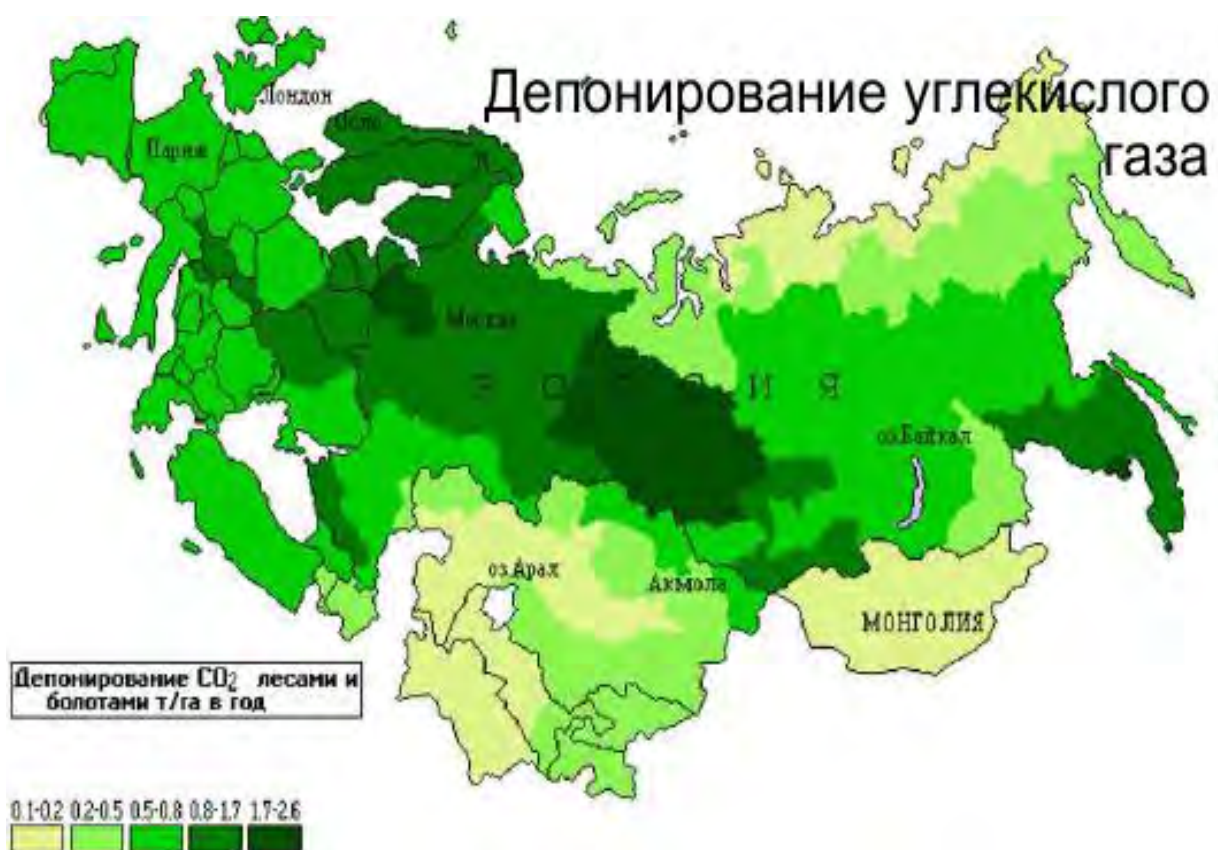 Депонирование углекислого
газа
Лондон
Осло
Париж
Москва
РОССИЯ
оз.Байкал
оз.Арал
Акмола
МОНГОЛИЯ
Депонирование CO₂ лесами и
болотами т/га в год
0.1-0.2 0.2-0.5 0.5-0.8 0.8-1.7 1.7-2.6